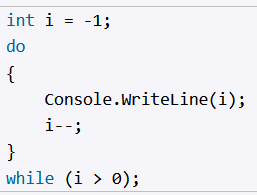 int i = -1;
do
{
    Console.WriteLine(i);
    i--;
}
while (i > 0);